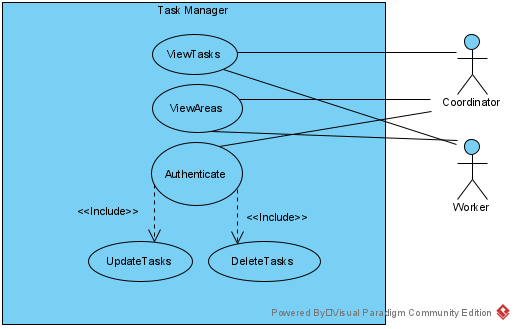 Task Manager
ViewTasks
ViewAreas
Coordinator
Authenticate
Worker
<<Include>>
<<Include>>
UpdateTasks
DeleteTasks
Powered By Visual Paradigm Community Edition